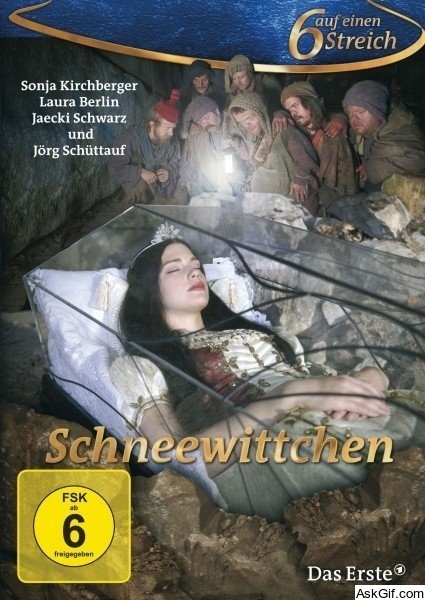 6 auf einen
Streich
Sonja Kirchberger
Laura Berlin
Jaecki Schwarz
und
Jörg Schüttauf
Schneewittchen
FSK
ab
6
freigegeben
Das Erste
AskGif.com